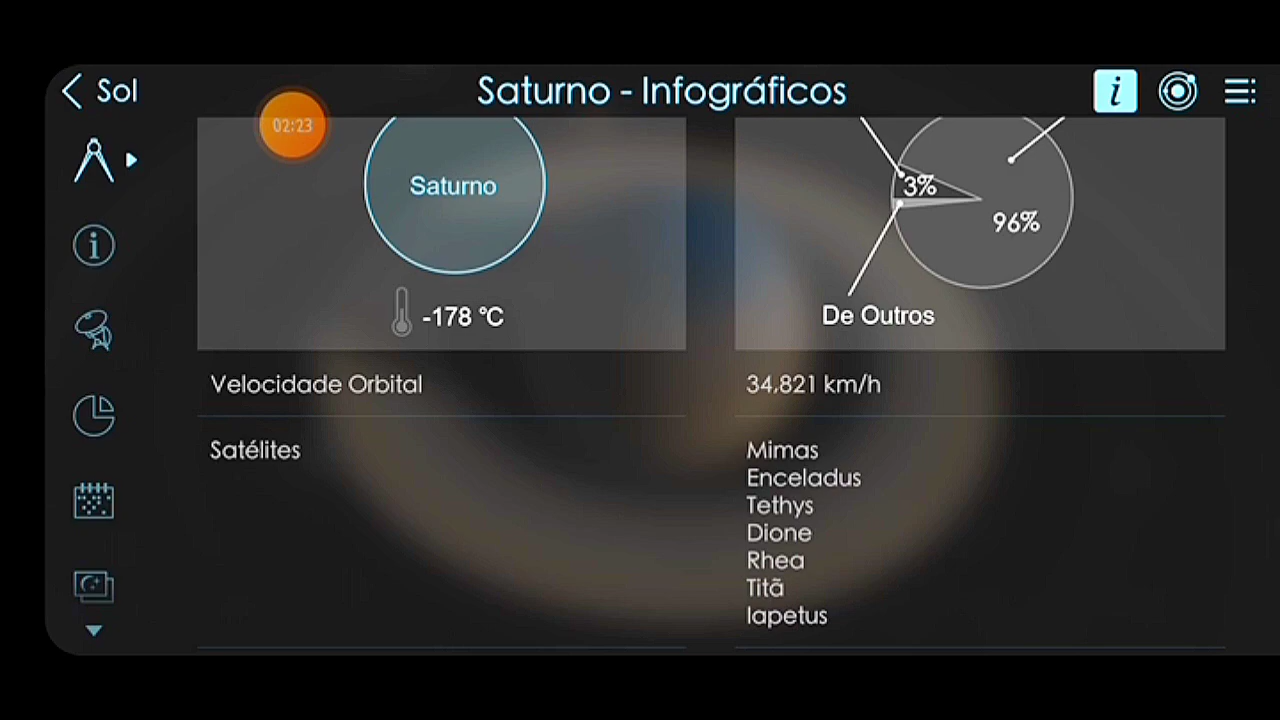 Sol
Saturno - Infográficos
i
02:23
Saturno
3%
96%
-178 °C
De Outros
Velocidade Orbital
34,821 km/h
Satélites
Mimas
Enceladus
Tethys
Dione
Rhea
Titã
Iapetus